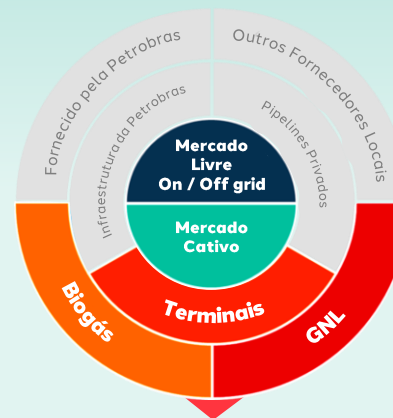 Fornecido pela Petrobras
Outros Fornecedores Locais
Infraestrutura da Petrobras
Pipelines Privados
Mercado
Livre
On / Off grid
Mercado
Cativo
Biogás
Terminais
GNL